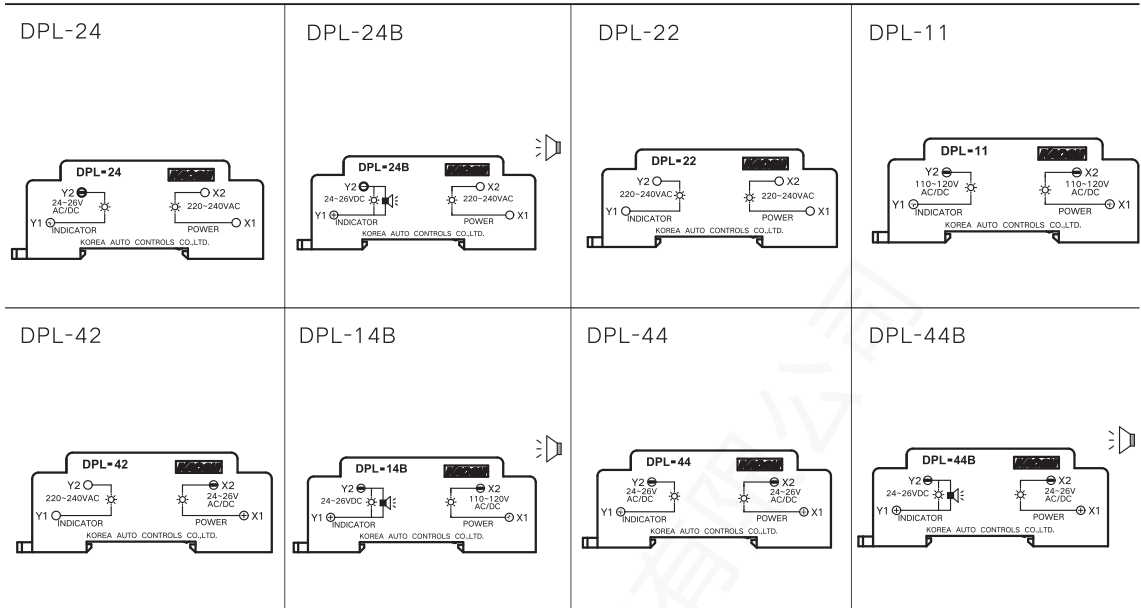 DPL-24
DPL-24
Y2
24~26V
AC/DC
Y1
INDICATOR
X2
220~240VAC
POWER
X1
KOREA AUTO CONTROLS CO.,LTD.
DPL-24B
DPL-24B
Y2
24~26VDC
Y1
INDICATOR
X2
220~240VAC
POWER
X1
KOREA AUTO CONTROLS CO.,LTD.
DPL-22
DPL-22
Y2
220~240VAC
Y1
INDICATOR
X2
220~240VAC
POWER
X1
KOREA AUTO CONTROLS CO.,LTD.
DPL-11
DPL-11
Y2
110~120V
AC/DC
Y1
INDICATOR
X2
110~120V
AC/DC
POWER
X1
KOREA AUTO CONTROLS CO.,LTD.
DPL-42
DPL-42
Y2
220~240VAC
Y1
INDICATOR
X2
24~26V
AC/DC
POWER
X1
KOREA AUTO CONTROLS CO.,LTD.
DPL-14B
DPL-14B
Y2
24~26VDC
Y1
INDICATOR
X2
110~120V
AC/DC
POWER
X1
KOREA AUTO CONTROLS CO.,LTD.
DPL-44
DPL-44
Y2
24~26V
AC/DC
Y1
INDICATOR
X2
24~26V
AC/DC
POWER
X1
KOREA AUTO CONTROLS CO.,LTD.
DPL-44B
DPL-44B
Y2
24~26VDC
Y1
INDICATOR
X2
24~26V
AC/DC
POWER
X1
KOREA AUTO CONTROLS CO.,LTD.
有限公司